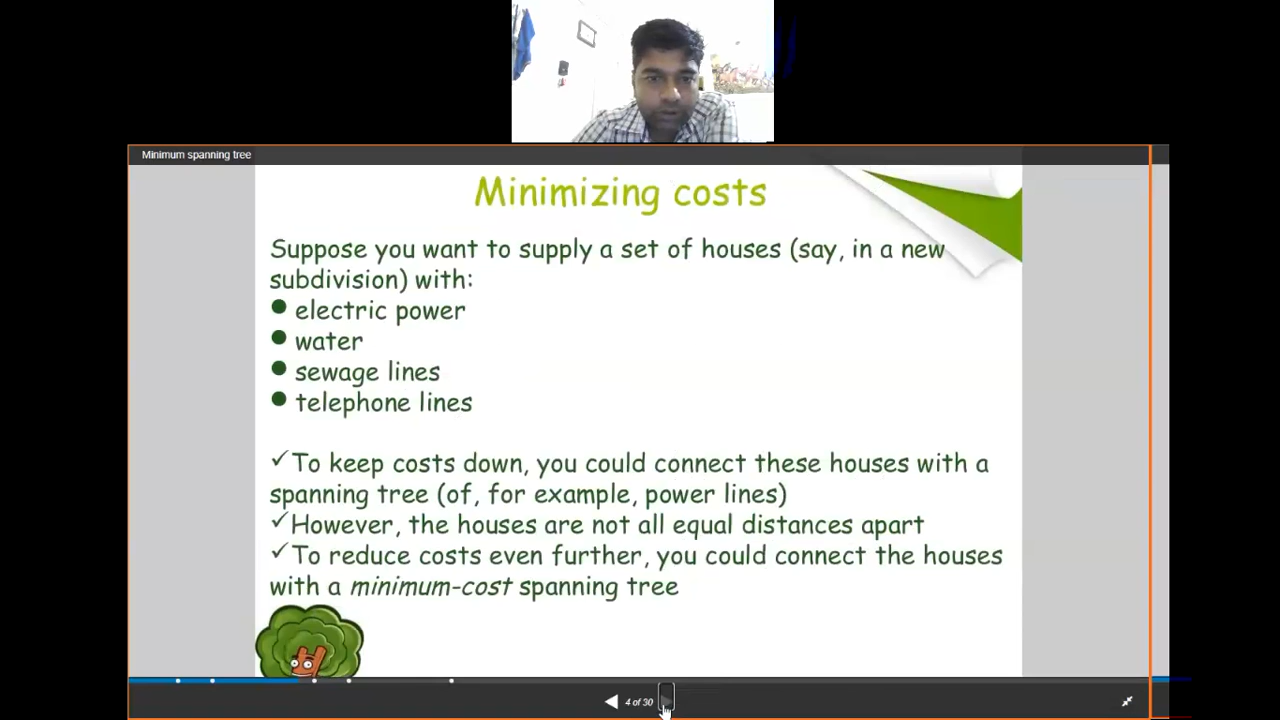 Minimum spanning tree
Minimizing costs
Suppose you want to supply a set of houses (say, in a new
subdivision) with:
● electric power
● water
● sewage lines
● telephone lines
✓To keep costs down, you could connect these houses with a
spanning tree (of, for example, power lines)
✓However, the houses are not all equal distances apart
✓To reduce costs even further, you could connect the houses
with a minimum-cost spanning tree
4 of 30